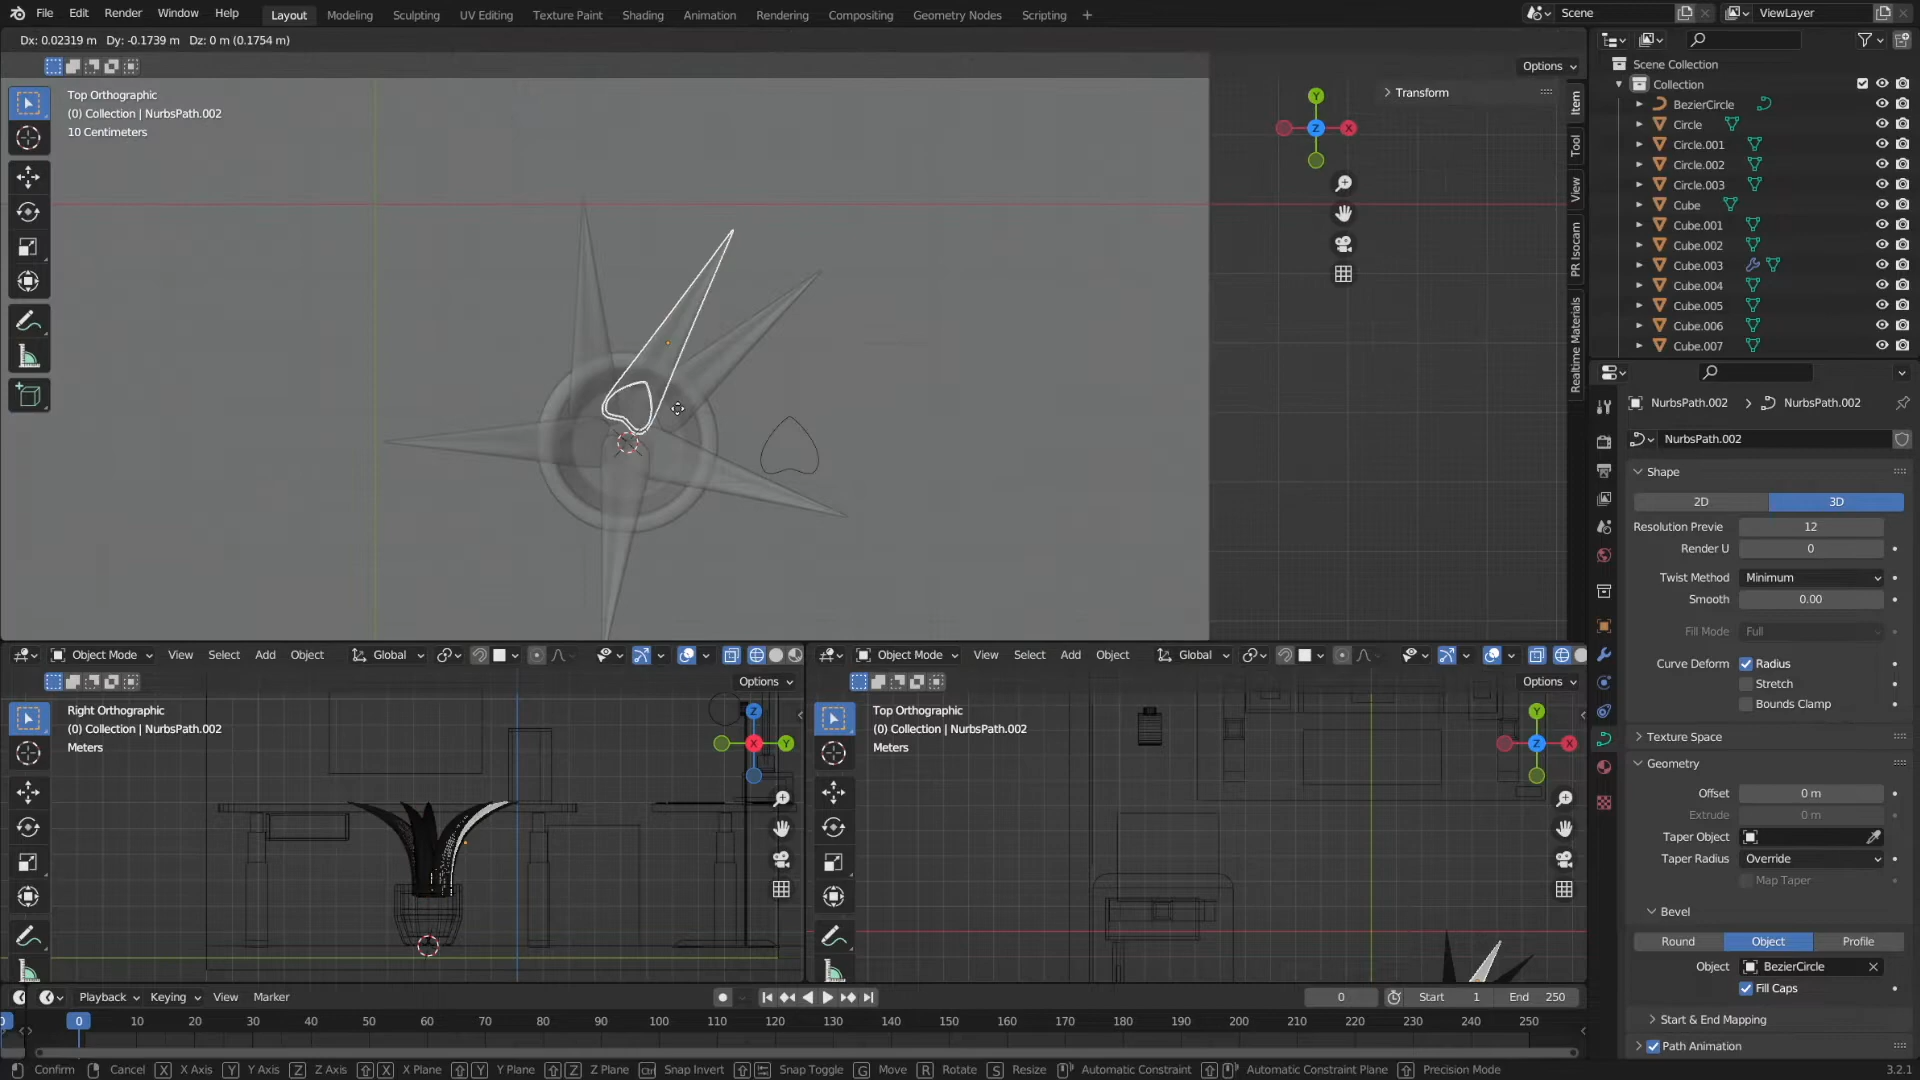 File Edit Render Window Help Layout Modeling Sculpting UV Editing Texture Paint Shading Animation Rendering Compositing Geometry Nodes Scripting Scene ViewLayer
Dx: 0.02319 m Dy: -0.1739 m Dz: 0 m (0.1754 m)
Options
Top Orthographic
(0) Collection | NurbsPath.002
10 Centimeters
Y
Z
X
Transform
Item
Tool
View
PR Isocam
Realtime Materials
Scene Collection
Collection
BezierCircle
Circle
Circle.001
Circle.002
Circle.003
Cube
Cube.001
Cube.002
Cube.003
Cube.004
Cube.005
Cube.006
Cube.007
NurbsPath.002 NurbsPath.002
NurbsPath.002
Shape
2D 3D
Resolution Previe 12
Render U 0
Twist Method Minimum
Smooth 0.00
Fill Mode Full
Curve Deform Radius
Stretch
Bounds Clamp
Texture Space
Geometry
Offset 0 m
Extrude 0 m
Taper Object
Taper Radius Override
Map Taper
Bevel
Round Object Profile
Object BezierCircle
Fill Caps
Start & End Mapping
Path Animation
Object Mode View Select Add Object Global
Options
Right Orthographic
(0) Collection | NurbsPath.002
Meters
Z
X
Y
Object Mode View Select Add Object Global
Options
Top Orthographic
(0) Collection | NurbsPath.002
Meters
Y
Z
X
Playback Keying View Marker 0 Start 1 End 250
0 10 20 30 40 50 60 70 80 90 100 110 120 130 140 150 160 170 180 190 200 210 220 230 240 250
Confirm Cancel X X Axis Y Y Axis Z Z Axis X X Plane Y Y Plane Z Z Plane Ctrl Snap Invert Snap Toggle G Move R Rotate S Resize Automatic Constraint Automatic Constraint Plane Precision Mode 3.2.1